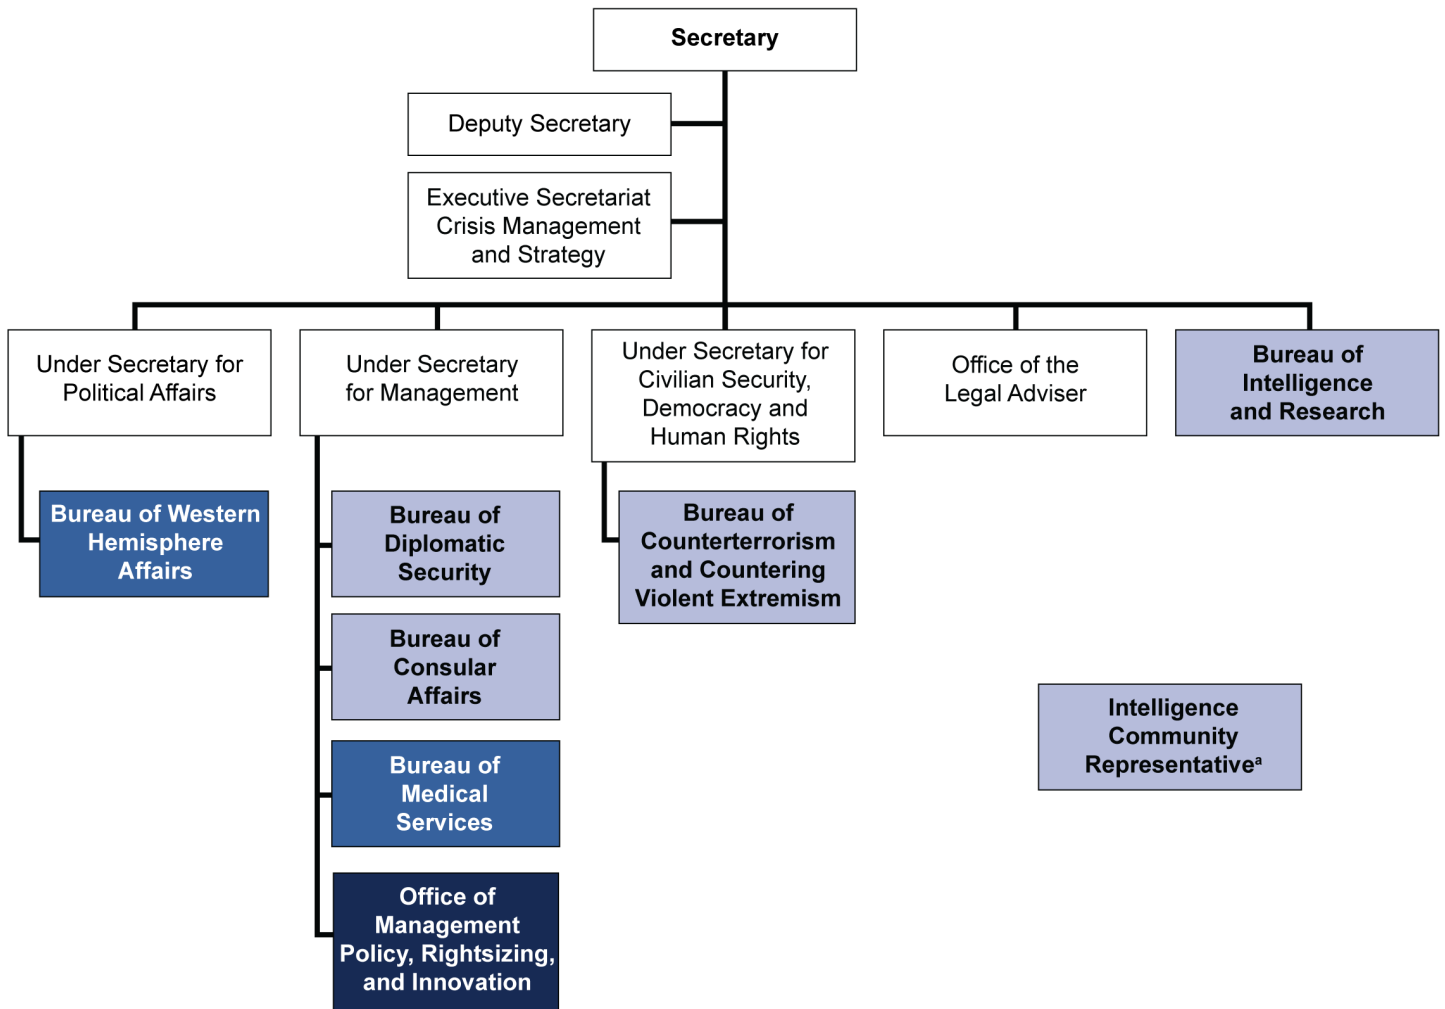 Secretary
Deputy Secretary
Executive Secretariat
Crisis Management
and Strategy
Under Secretary for
Political Affairs
Under Secretary
for Management
Under Secretary for
Civilian Security,
Democracy and
Human Rights
Office of the
Legal Adviser
Bureau of
Intelligence
and Research
Bureau of Western
Hemisphere
Affairs
Bureau of
Diplomatic
Security
Bureau of
Counterterrorism
and Countering
Violent Extremism
Bureau of
Consular
Affairs
Intelligence
Community
Representativeᵃ
Bureau of
Medical
Services
Office of
Management
Policy, Rightsizing,
and Innovation